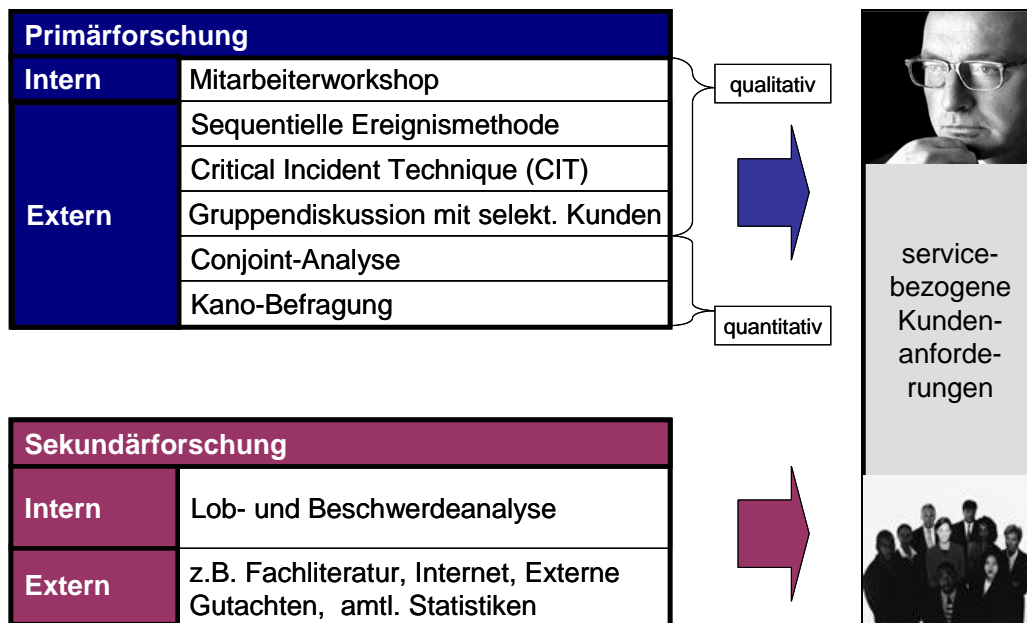 Primärforschung
Intern
Mitarbeiterworkshop
Extern
Sequentielle Ereignismethode
Critical Incident Technique (CIT)
Gruppendiskussion mit selekt. Kunden
Conjoint-Analyse
Kano-Befragung
qualitativ
quantitativ
Sekundärforschung
Intern
Lob- und Beschwerdeanalyse
Extern
z.B. Fachliteratur, Internet, Externe
Gutachten, amtl. Statistiken
service-
bezogene
Kunden-
anforde-
rungen